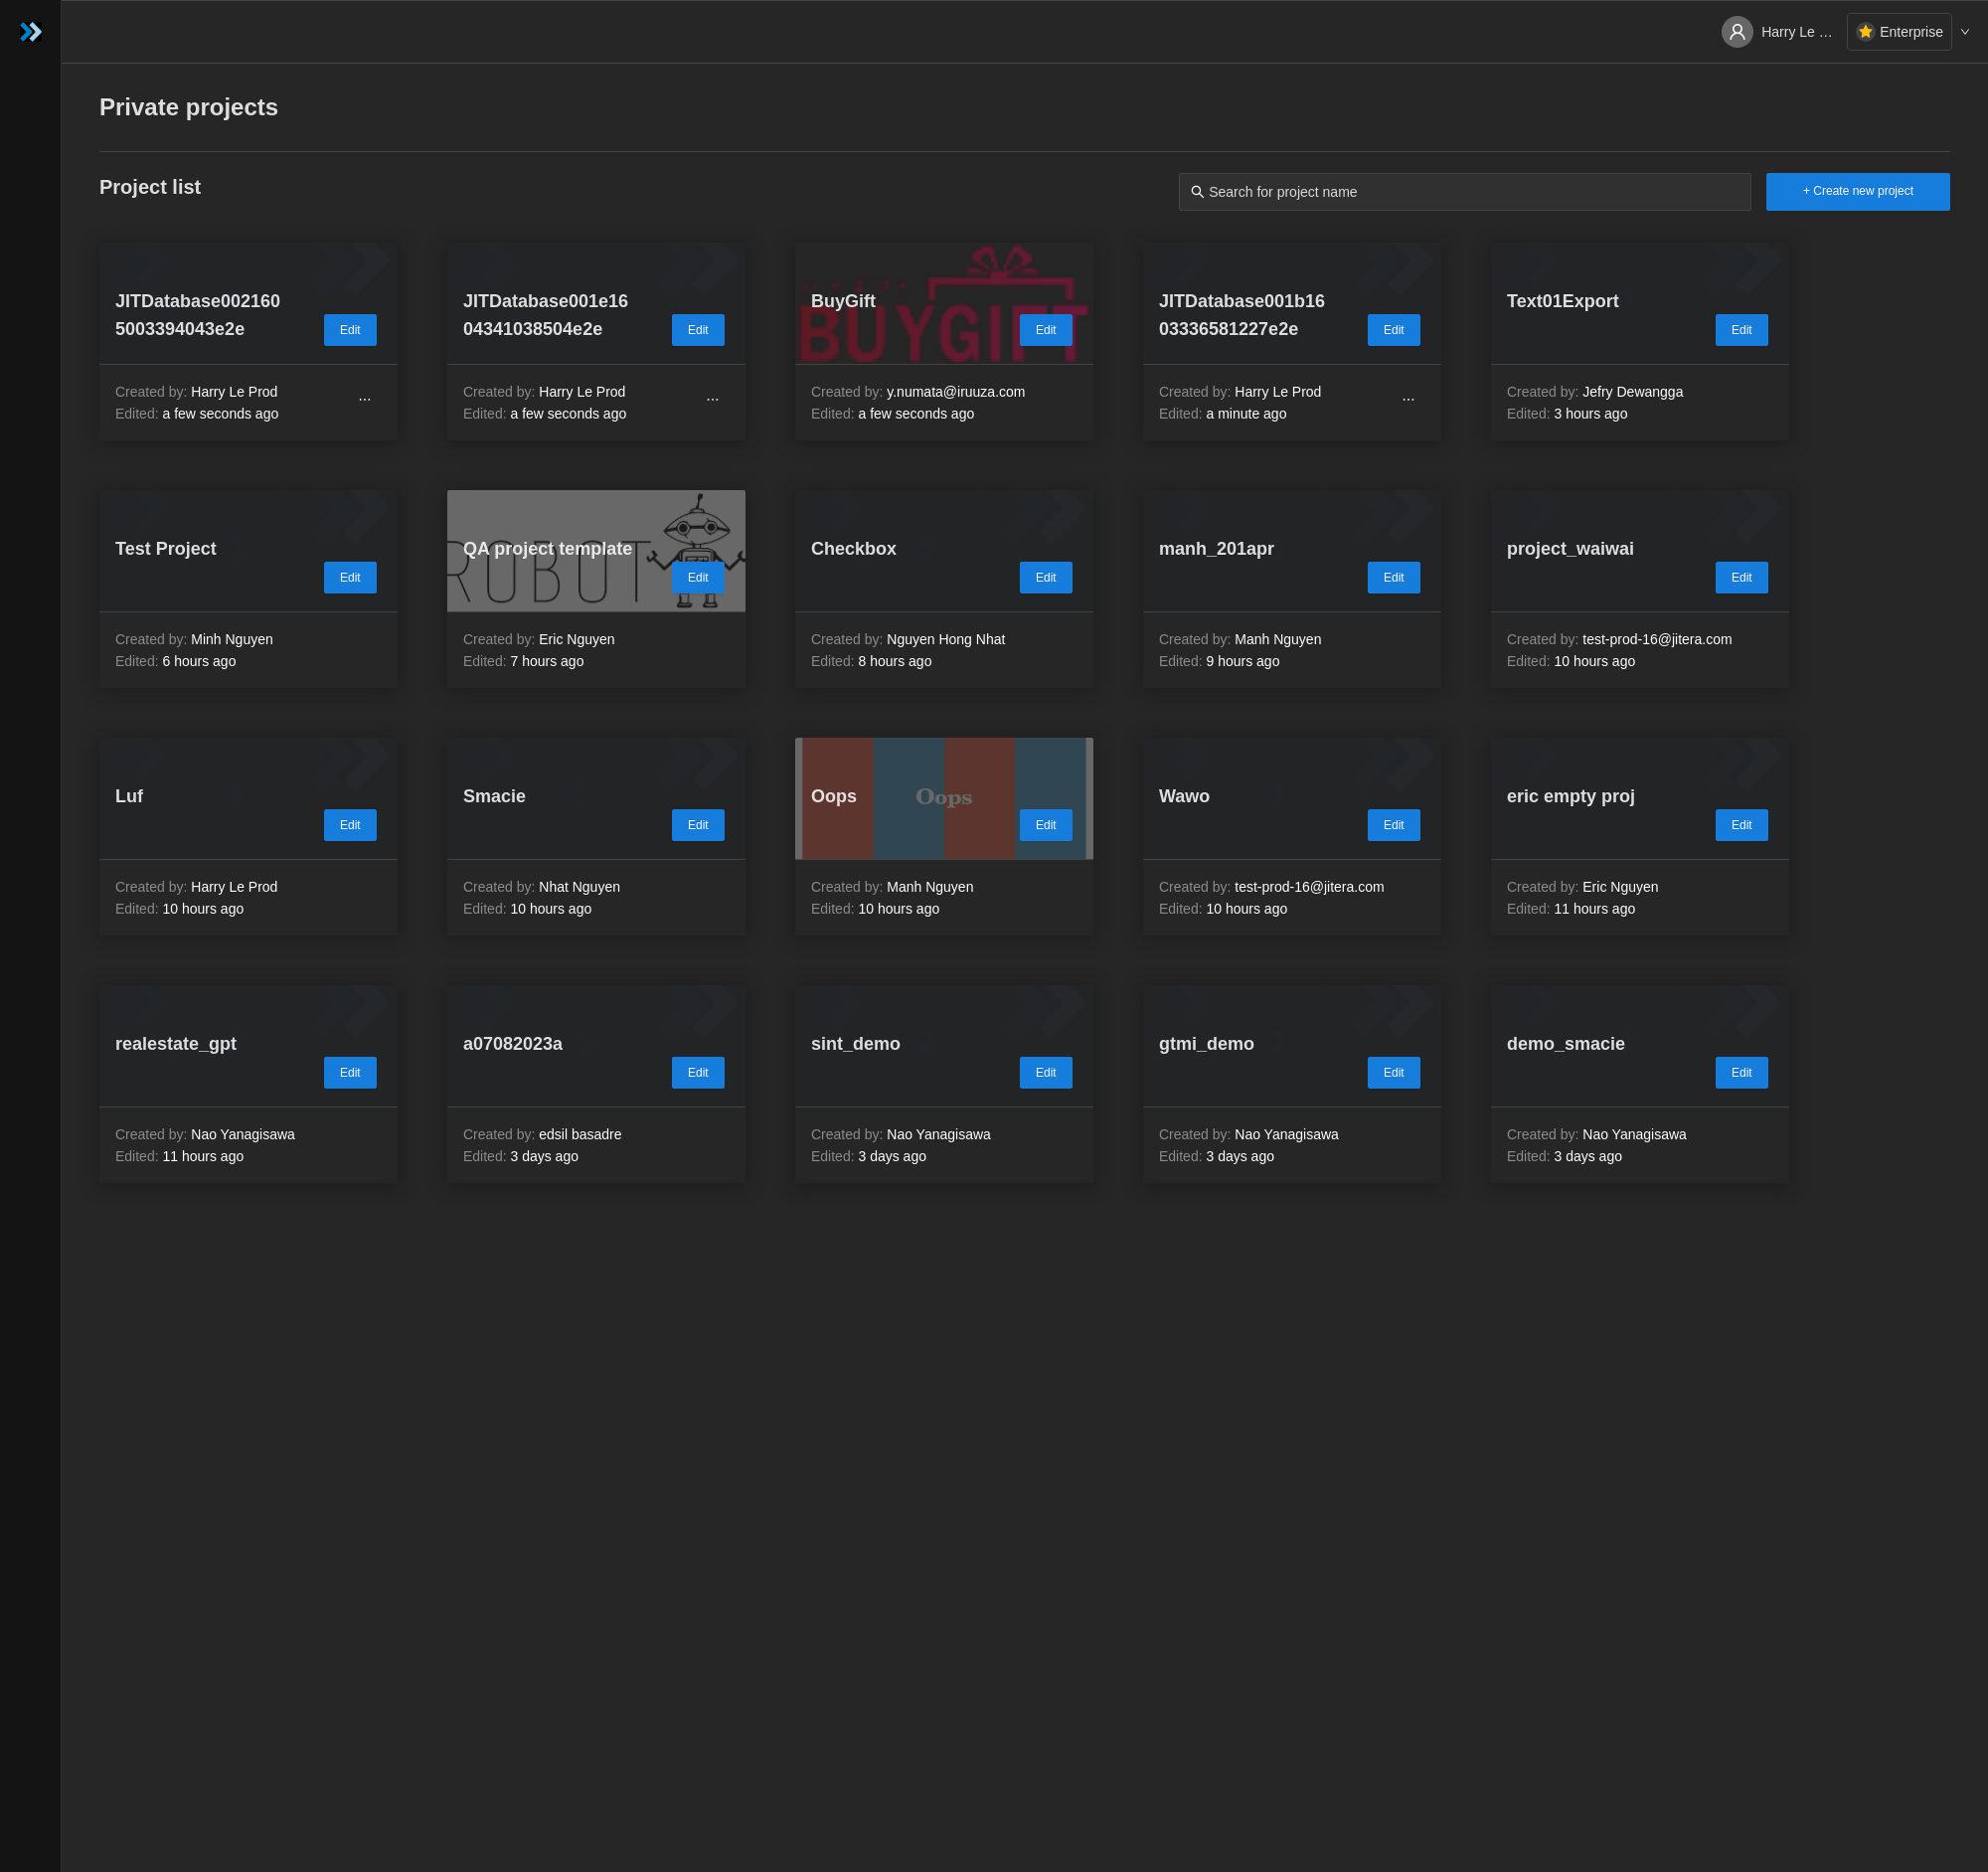 Harry Le ...
Enterprise
Private projects
Project list
Search for project name
+ Create new project
JITDatabase002160
5003394043e2e
Edit
Created by: Harry Le Prod
...
Edited: a few seconds ago
JITDatabase001e16
04341038504e2e
Edit
Created by: Harry Le Prod
...
Edited: a few seconds ago
BUYGIFT
BuyGift
Edit
Created by: y.numata@iruuza.com
Edited: a few seconds ago
JITDatabase001b16
03336581227e2e
Edit
Created by: Harry Le Prod
...
Edited: a minute ago
Text01Export
Edit
Created by: Jefry Dewangga
Edited: 3 hours ago
Test Project
Edit
Created by: Minh Nguyen
Edited: 6 hours ago
QA project template
ROBOT
Edit
Created by: Eric Nguyen
Edited: 7 hours ago
Checkbox
Edit
Created by: Nguyen Hong Nhat
Edited: 8 hours ago
manh_201apr
Edit
Created by: Manh Nguyen
Edited: 9 hours ago
project_waiwai
Edit
Created by: test-prod-16@jitera.com
Edited: 10 hours ago
Luf
Edit
Created by: Harry Le Prod
Edited: 10 hours ago
Smacie
Edit
Created by: Nhat Nguyen
Edited: 10 hours ago
Oops
Oops
Edit
Created by: Manh Nguyen
Edited: 10 hours ago
Wawo
Edit
Created by: test-prod-16@jitera.com
Edited: 10 hours ago
eric empty proj
Edit
Created by: Eric Nguyen
Edited: 11 hours ago
realestate_gpt
Edit
Created by: Nao Yanagisawa
Edited: 11 hours ago
a07082023a
Edit
Created by: edsil basadre
Edited: 3 days ago
sint_demo
Edit
Created by: Nao Yanagisawa
Edited: 3 days ago
gtmi_demo
Edit
Created by: Nao Yanagisawa
Edited: 3 days ago
demo_smacie
Edit
Created by: Nao Yanagisawa
Edited: 3 days ago